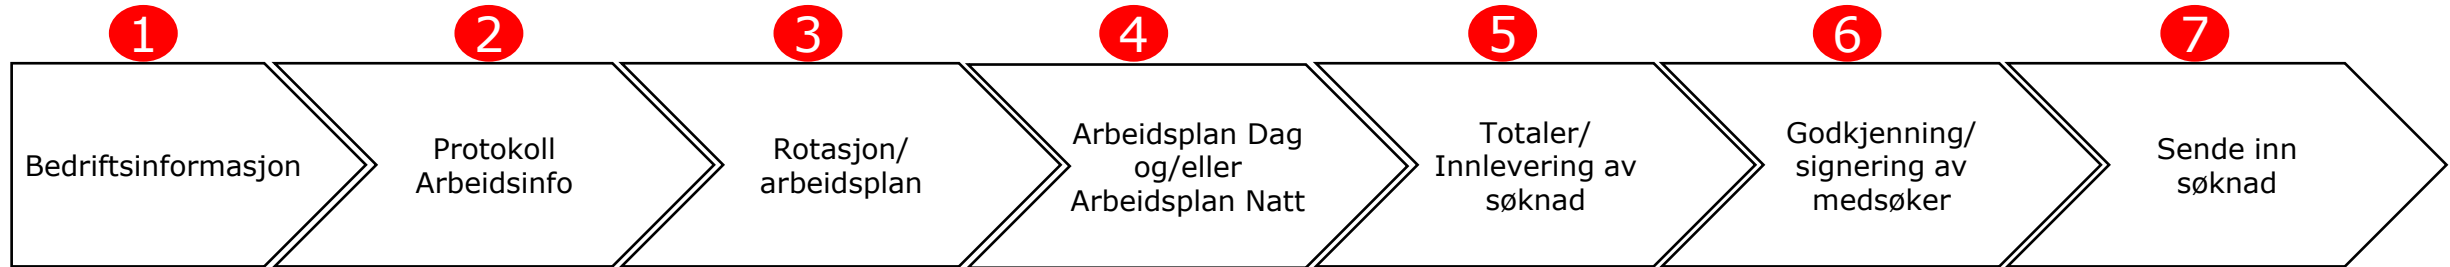 1
Bedriftsinformasjon
2
Protokoll
Arbeidsinfo
3
Rotasjon/
arbeidsplan
4
Arbeidsplan Dag
og/eller
Arbeidsplan Natt
5
Totaler/
Innlevering av
søknad
6
Godkjenning/
signering av
medsøker
7
Sende inn
søknad